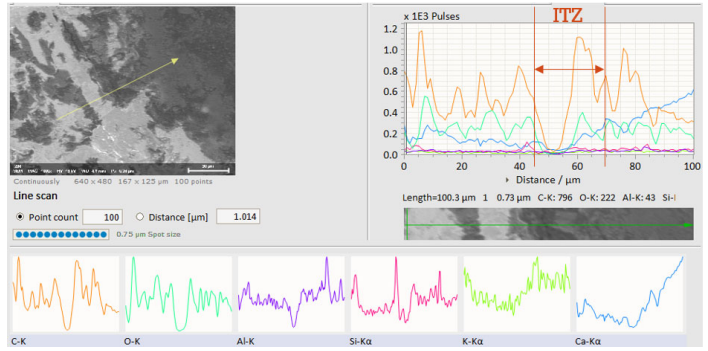 x 1E3 Pulses
ITZ
1.2
1.0
0.8
0.6
0.4
0.2
0.0
0 20 40 60 80 100
Distance / µm
Continuously 640 x 480 167 x 125 µm 100 points
Line scan
Point count 100 Distance [µm] 1.014
0.75 µm Spot size
Length=100.3 µm 1 0.73 µm C-K: 796 O-K: 222 Al-K: 43 Si-
C-K O-K Al-K Si-Kα K-Kα Ca-Kα